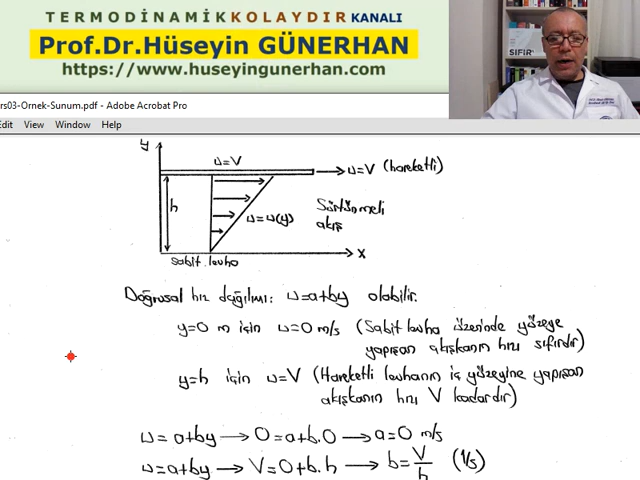 TERMODİNAMİKKOLAYDIR KANALI
Prof.Dr.Hüseyin GÜNERHAN
https://www.huseyingunerhan.com
SIFIR
rs03-Ornek-Sunum.pdf - Adobe Acrobat Pro
Edit View Window Help
y
u=V
u=V (hareketli)
h
u=u(y)
Sürtünmeli
akış
x
Sabit levha
Doğrusal hız dağılımı: u=a+by olabilir.
y=0 m için u=0 m/s (Sabit levha üzerinde yüzeye
yapışan akışkanın hızı sıfırdır)
y=h için u=V (Hareketli levhanın iç yüzeyine yapışan
akışkanın hızı V kadardır)
u=a+by → 0=a+b.0 → a=0 m/s
u=a+by → V=0+b.h → b=V/h (1/s)